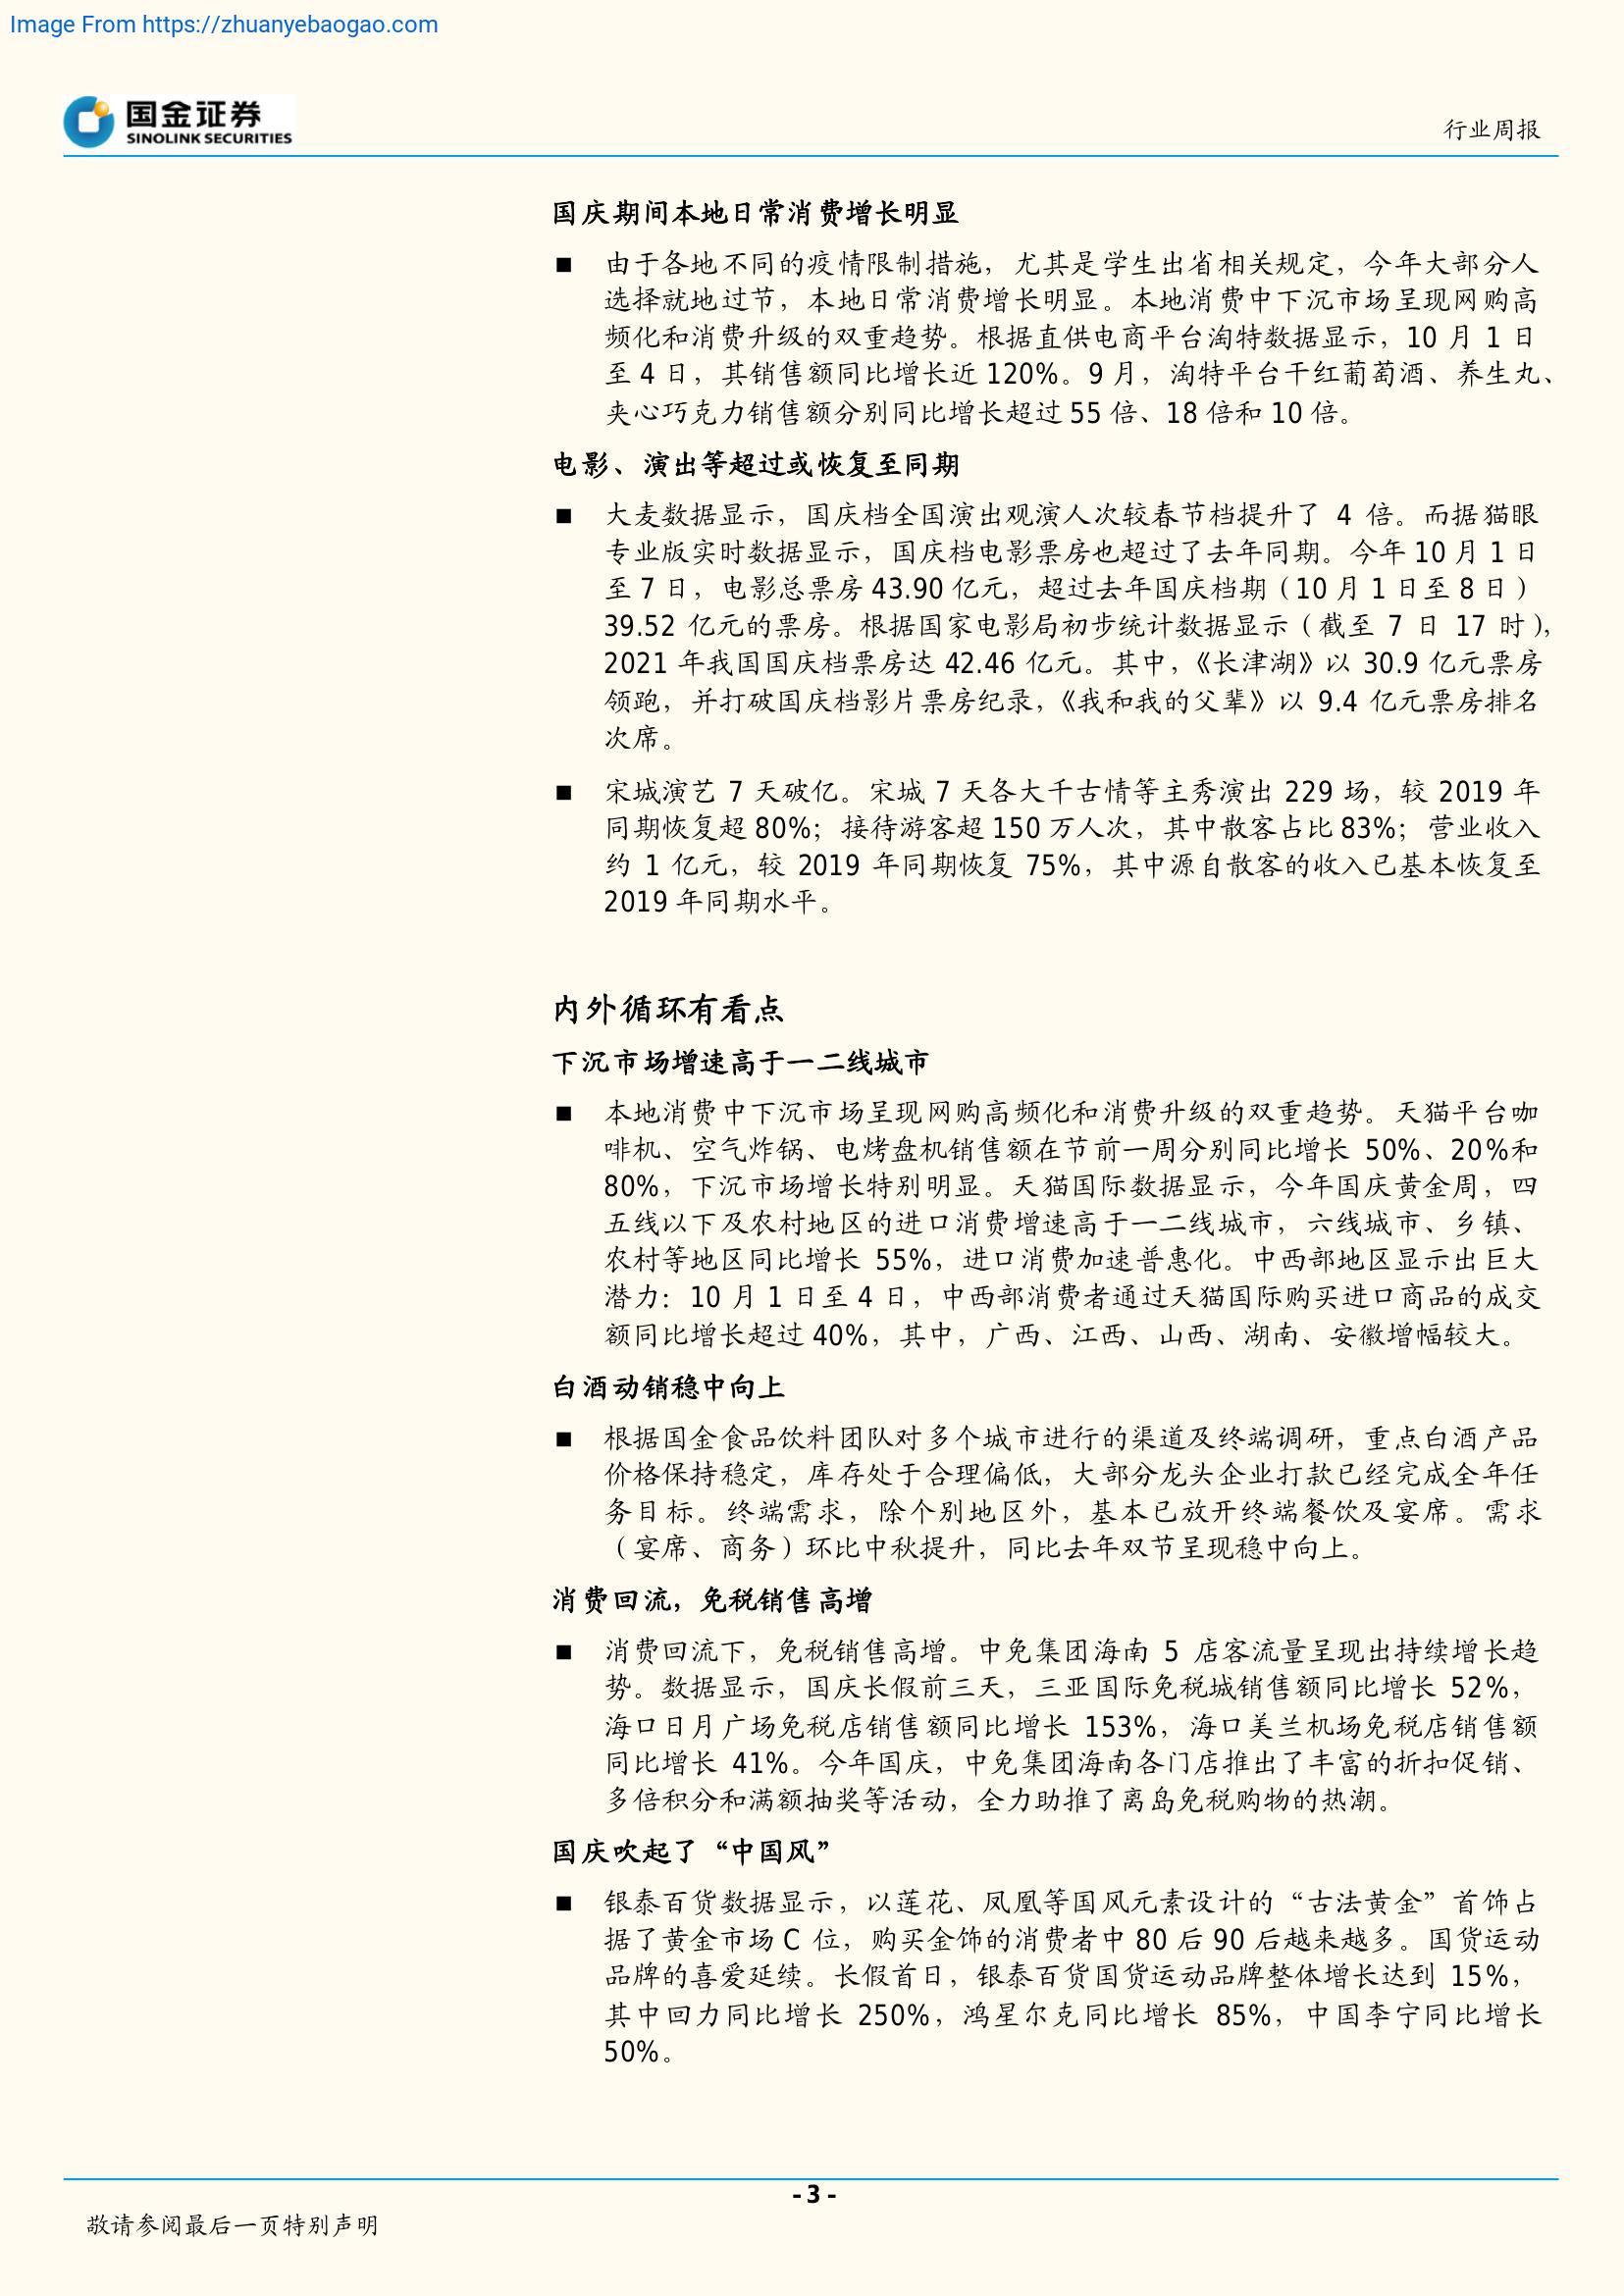 Image From https://zhuanyebaogao.com
国金证券
SINOLINK SECURITIES
行业周报
国庆期间本地日常消费增长明显
■ 由于各地不同的疫情限制措施，尤其是学生出省相关规定，今年大部分人
选择就地过节，本地日常消费增长明显。本地消费中下沉市场呈现网购高
频化和消费升级的双重趋势。根据直供电商平台淘特数据显示，10 月 1 日
至 4 日，其销售额同比增长近 120%。9 月，淘特平台干红葡萄酒、养生丸、
夹心巧克力销售额分别同比增长超过 55 倍、18 倍和 10 倍。
电影、演出等超过或恢复至同期
■ 大麦数据显示，国庆档全国演出观演人次较春节档提升了 4 倍。而据猫眼
专业版实时数据显示，国庆档电影票房也超过了去年同期。今年 10 月 1 日
至 7 日，电影总票房 43.90 亿元，超过去年国庆档期（10 月 1 日至 8 日）
39.52 亿元的票房。根据国家电影局初步统计数据显示（截至 7 日 17 时），
2021 年我国国庆档票房达 42.46 亿元。其中，《长津湖》以 30.9 亿元票房
领跑，并打破国庆档影片票房纪录，《我和我的父辈》以 9.4 亿元票房排名
次席。
■ 宋城演艺 7 天破亿。宋城 7 天各大千古情等主秀演出 229 场，较 2019 年
同期恢复超 80%；接待游客超 150 万人次，其中散客占比 83%；营业收入
约 1 亿元，较 2019 年同期恢复 75%，其中源自散客的收入已基本恢复至
2019 年同期水平。
内外循环有看点
下沉市场增速高于一二线城市
■ 本地消费中下沉市场呈现网购高频化和消费升级的双重趋势。天猫平台咖
啡机、空气炸锅、电烤盘机销售额在节前一周分别同比增长 50%、20%和
80%，下沉市场增长特别明显。天猫国际数据显示，今年国庆黄金周，四
五线以下及农村地区的进口消费增速高于一二线城市，六线城市、乡镇、
农村等地区同比增长 55%，进口消费加速普惠化。中西部地区显示出巨大
潜力：10 月 1 日至 4 日，中西部消费者通过天猫国际购买进口商品的成交
额同比增长超过 40%，其中，广西、江西、山西、湖南、安徽增幅较大。
白酒动销稳中向上
■ 根据国金食品饮料团队对多个城市进行的渠道及终端调研，重点白酒产品
价格保持稳定，库存处于合理偏低，大部分龙头企业打款已经完成全年任
务目标。终端需求，除个别地区外，基本已放开终端餐饮及宴席。需求
（宴席、商务）环比中秋提升，同比去年双节呈现稳中向上。
消费回流，免税销售高增
■ 消费回流下，免税销售高增。中免集团海南 5 店客流量呈现出持续增长趋
势。数据显示，国庆长假前三天，三亚国际免税城销售额同比增长 52%，
海口日月广场免税店销售额同比增长 153%，海口美兰机场免税店销售额
同比增长 41%。今年国庆，中免集团海南各门店推出了丰富的折扣促销、
多倍积分和满额抽奖等活动，全力助推了离岛免税购物的热潮。
国庆吹起了“中国风”
■ 银泰百货数据显示，以莲花、凤凰等国风元素设计的“古法黄金”首饰占
据了黄金市场 C 位，购买金饰的消费者中 80 后 90 后越来越多。国货运动
品牌的喜爱延续。长假首日，银泰百货国货运动品牌整体增长达到 15%，
其中回力同比增长 250%，鸿星尔克同比增长 85%，中国李宁同比增长
50%。
- 3 -
敬请参阅最后一页特别声明